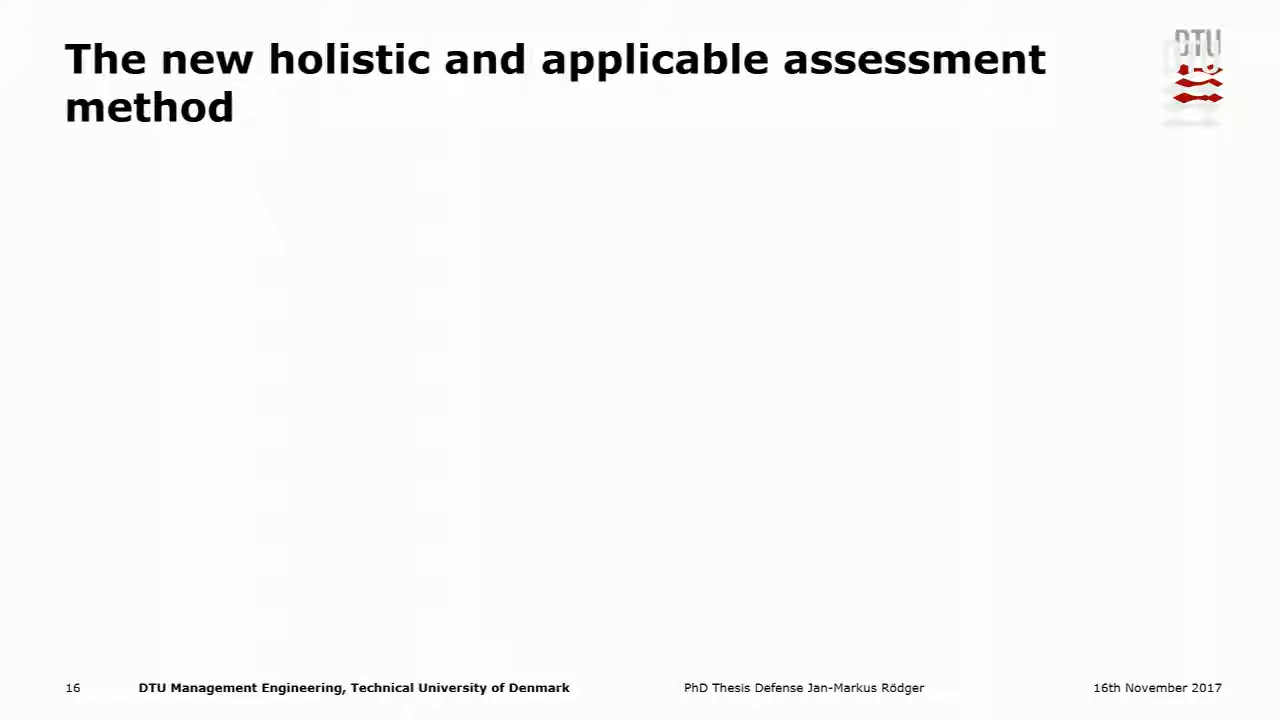 The new holistic and applicable assessment
method
DTU
16
DTU Management Engineering, Technical University of Denmark
PhD Thesis Defense Jan-Markus Rödger
16th November 2017